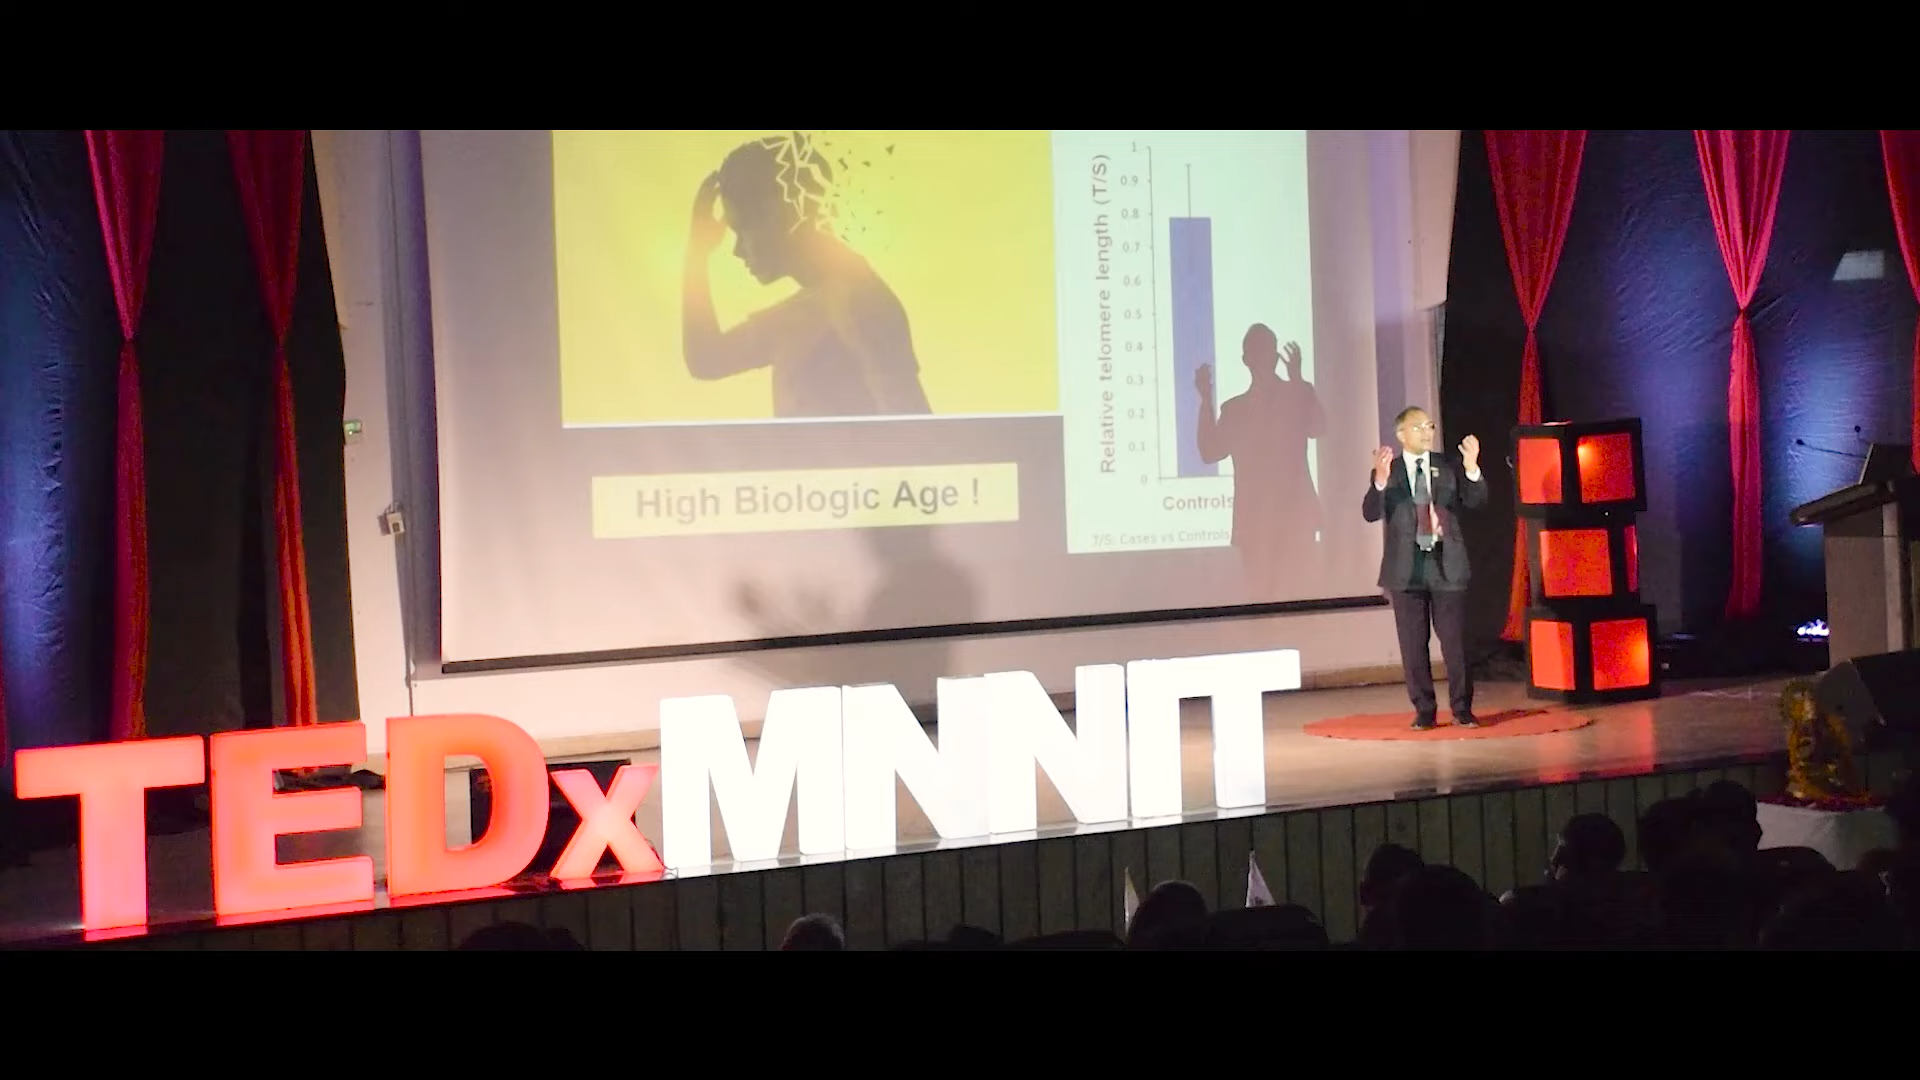 1
0.9
0.8
0.7
0.6
0.5
0.4
0.3
0.2
0.1
0
Relative telomere length (T/S)
Controls
T/S: Cases vs Controls
High Biologic Age !
TEDxMNNIT